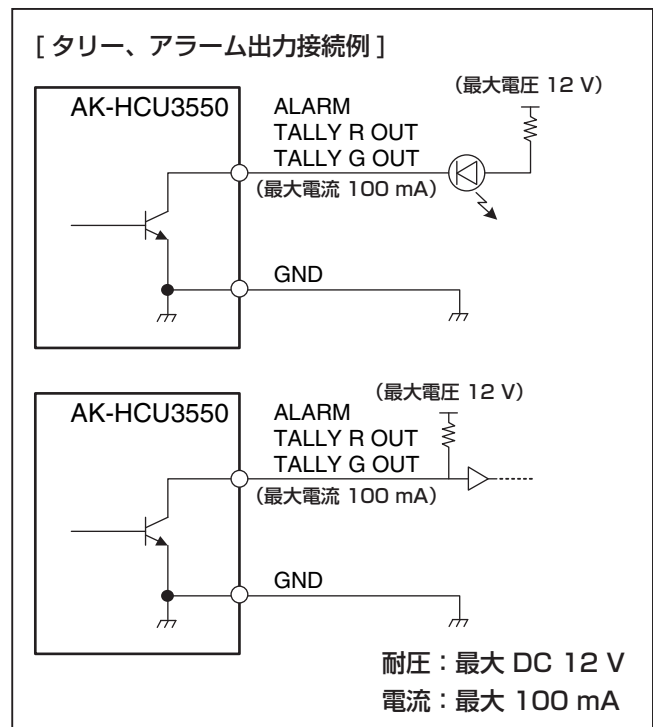 [ タリー、アラーム出力接続例 ]
(最大電圧 12 V)
AK-HCU3550
ALARM
TALLY R OUT
TALLY G OUT
(最大電流 100 mA)
GND
(最大電圧 12 V)
AK-HCU3550
ALARM
TALLY R OUT
TALLY G OUT
(最大電流 100 mA)
GND
耐圧：最大 DC 12 V
電流：最大 100 mA